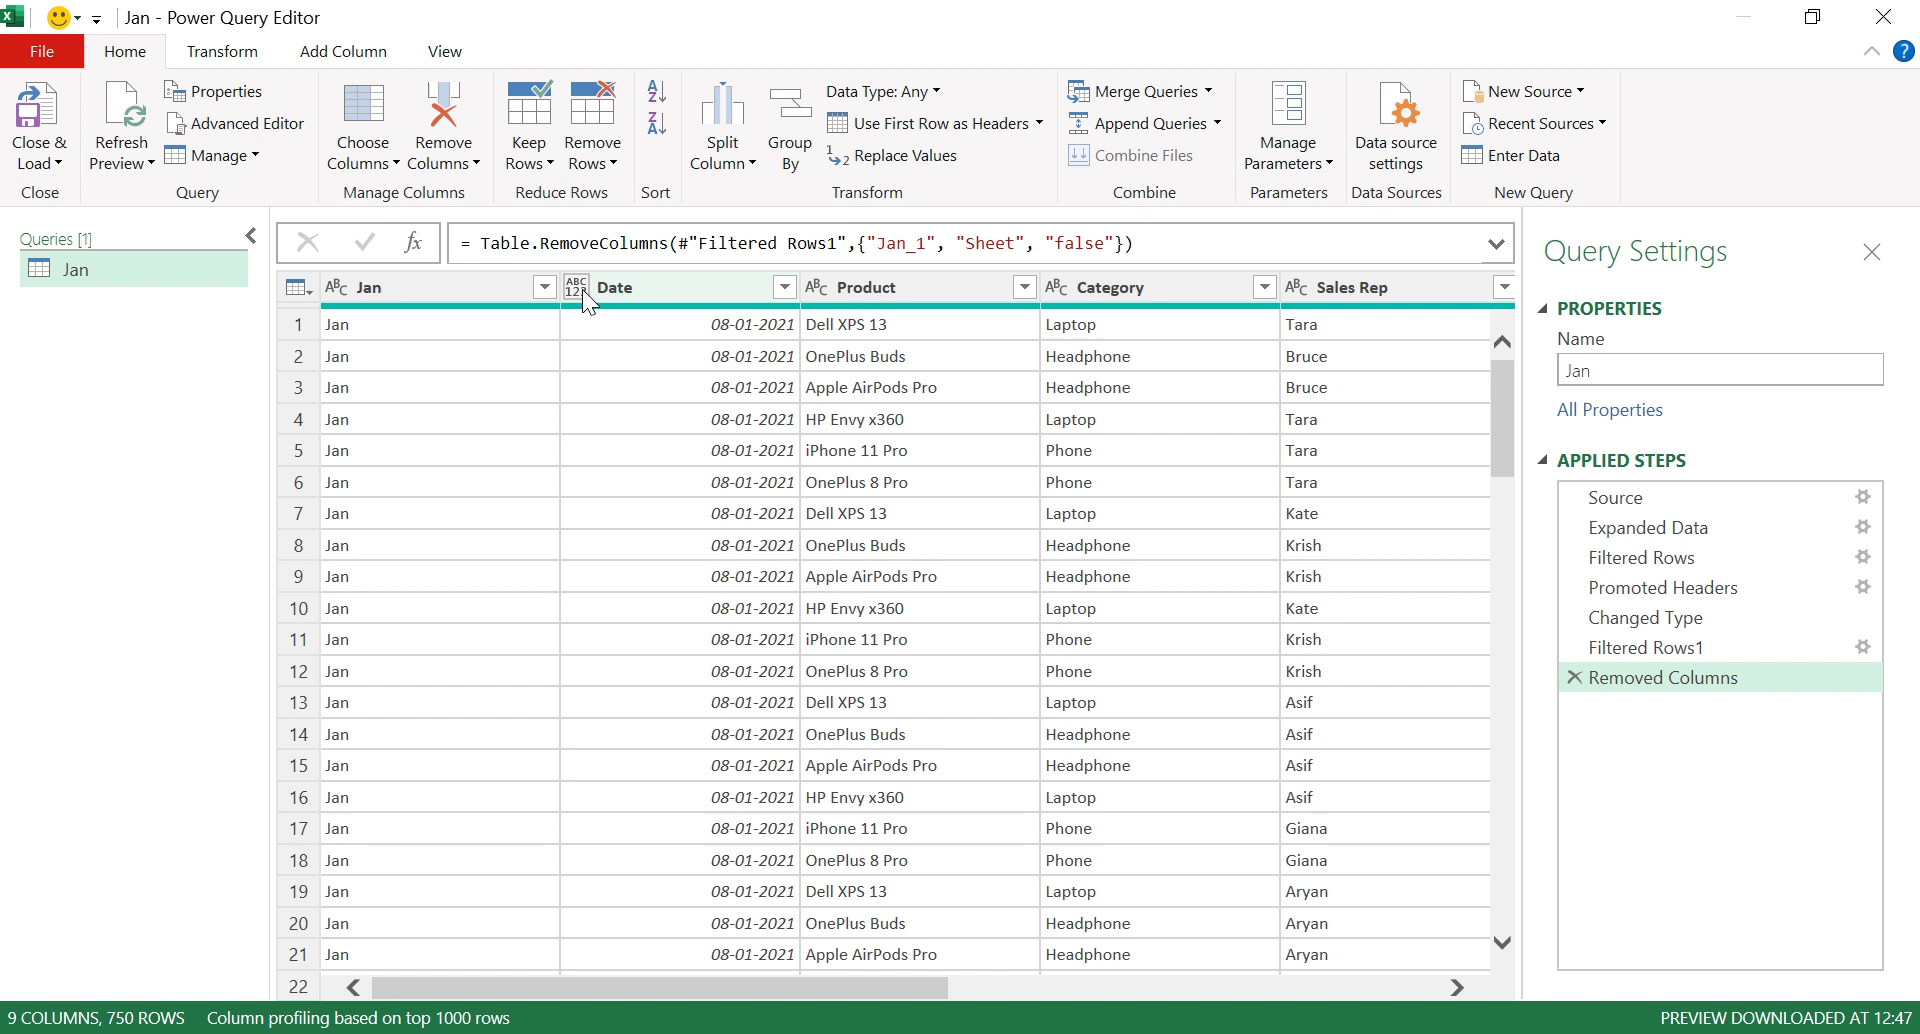 Jan - Power Query Editor
File Home Transform Add Column View
Close & Load
Close
Refresh Preview
Properties
Advanced Editor
Manage
Query
Choose Columns
Remove Columns
Manage Columns
Keep Rows
Remove Rows
Reduce Rows
Sort
Split Column
Group By
Data Type: Any
Use First Row as Headers
Replace Values
Transform
Merge Queries
Append Queries
Combine Files
Combine
Manage Parameters
Parameters
Data source settings
Data Sources
New Source
Recent Sources
Enter Data
New Query
Queries [1]
Jan
fx = Table.RemoveColumns(#"Filtered Rows1",{"Jan_1", "Sheet", "false"})
ABC Jan ABC 123 Date ABC Product ABC Category ABC Sales Rep
1 Jan 08-01-2021 Dell XPS 13 Laptop Tara
2 Jan 08-01-2021 OnePlus Buds Headphone Bruce
3 Jan 08-01-2021 Apple AirPods Pro Headphone Bruce
4 Jan 08-01-2021 HP Envy x360 Laptop Tara
5 Jan 08-01-2021 iPhone 11 Pro Phone Tara
6 Jan 08-01-2021 OnePlus 8 Pro Phone Tara
7 Jan 08-01-2021 Dell XPS 13 Laptop Kate
8 Jan 08-01-2021 OnePlus Buds Headphone Krish
9 Jan 08-01-2021 Apple AirPods Pro Headphone Krish
10 Jan 08-01-2021 HP Envy x360 Laptop Kate
11 Jan 08-01-2021 iPhone 11 Pro Phone Krish
12 Jan 08-01-2021 OnePlus 8 Pro Phone Krish
13 Jan 08-01-2021 Dell XPS 13 Laptop Asif
14 Jan 08-01-2021 OnePlus Buds Headphone Asif
15 Jan 08-01-2021 Apple AirPods Pro Headphone Asif
16 Jan 08-01-2021 HP Envy x360 Laptop Asif
17 Jan 08-01-2021 iPhone 11 Pro Phone Giana
18 Jan 08-01-2021 OnePlus 8 Pro Phone Giana
19 Jan 08-01-2021 Dell XPS 13 Laptop Aryan
20 Jan 08-01-2021 OnePlus Buds Headphone Aryan
21 Jan 08-01-2021 Apple AirPods Pro Headphone Aryan
22
Query Settings
PROPERTIES
Name
Jan
All Properties
APPLIED STEPS
Source
Expanded Data
Filtered Rows
Promoted Headers
Changed Type
Filtered Rows1
Removed Columns
9 COLUMNS, 750 ROWS Column profiling based on top 1000 rows PREVIEW DOWNLOADED AT 12:47